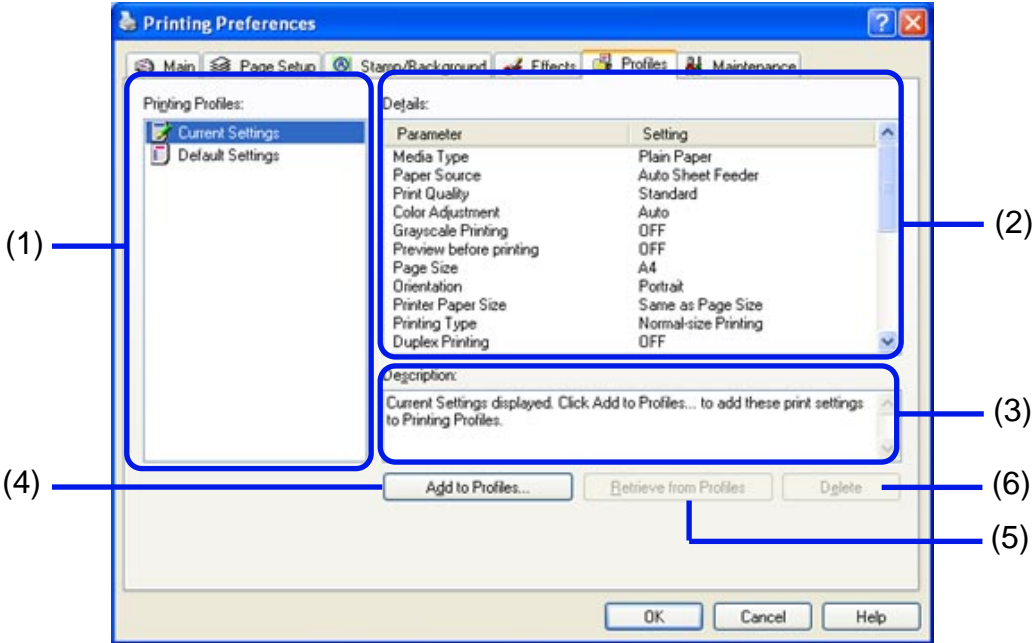 Printing Preferences
Main Page Setup Stamp/Background Effects Profiles Maintenance
Printing Profiles:
Current Settings
Default Settings
Details:
Parameter Setting
Media Type Plain Paper
Paper Source Auto Sheet Feeder
Print Quality Standard
Color Adjustment Auto
Grayscale Printing OFF
Preview before printing OFF
Page Size A4
Orientation Portrait
Printer Paper Size Same as Page Size
Printing Type Normal-size Printing
Duplex Printing OFF
(1)
(2)
Description:
Current Settings displayed. Click Add to Profiles... to add these print settings
to Printing Profiles.
(3)
(4)
Add to Profiles... Retrieve from Profiles Delete
(6)
(5)
OK Cancel Help